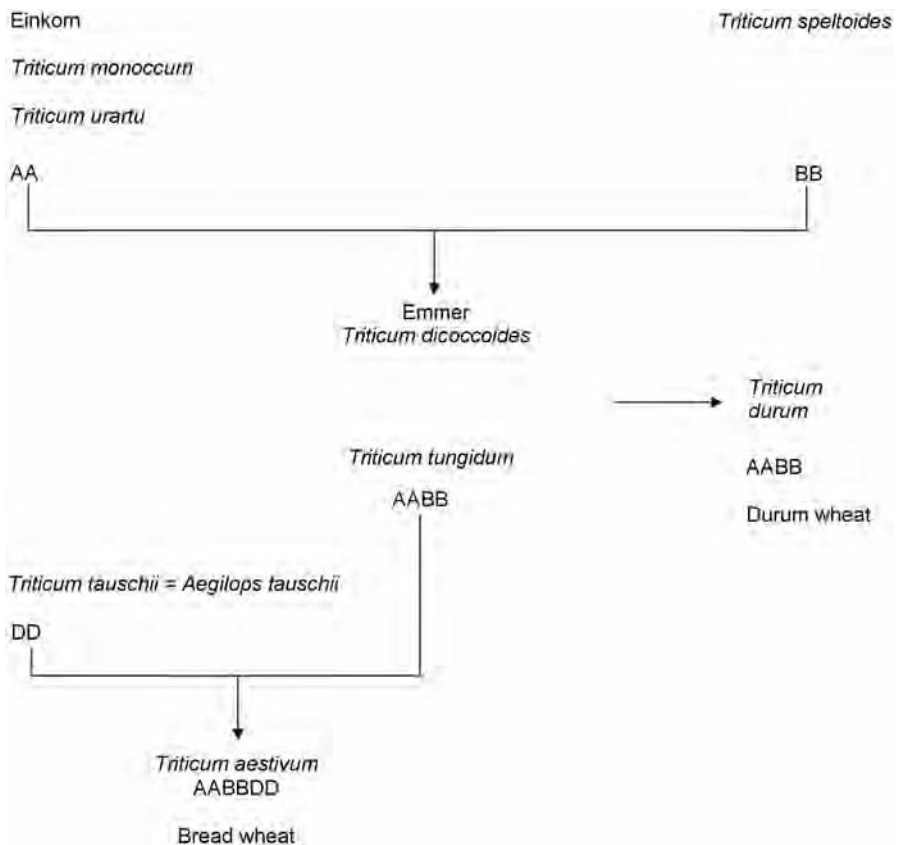 Einkorn
Triticum speltoides
Triticum monoccum
Triticum urartu
AA
BB
Emmer
Triticum dicoccoides
Triticum
durum
AABB
Durum wheat
Triticum tungidum
AABB
Triticum tauschii = Aegilops tauschii
DD
Triticum aestivum
AABBDD
Bread wheat